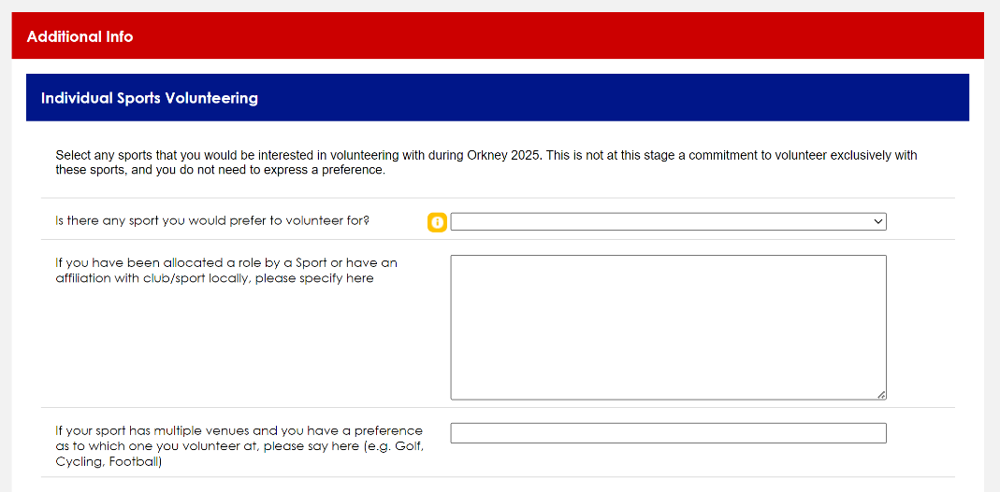 Additional Info
Individual Sports Volunteering
Select any sports that you would be interested in volunteering with during Orkney 2025. This is not at this stage a commitment to volunteer exclusively with
these sports, and you do not need to express a preference.
Is there any sport you would prefer to volunteer for?
If you have been allocated a role by a Sport or have an
affiliation with club/sport locally, please specify here
If your sport has multiple venues and you have a preference
as to which one you volunteer at, please say here (e.g. Golf,
Cycling, Football)